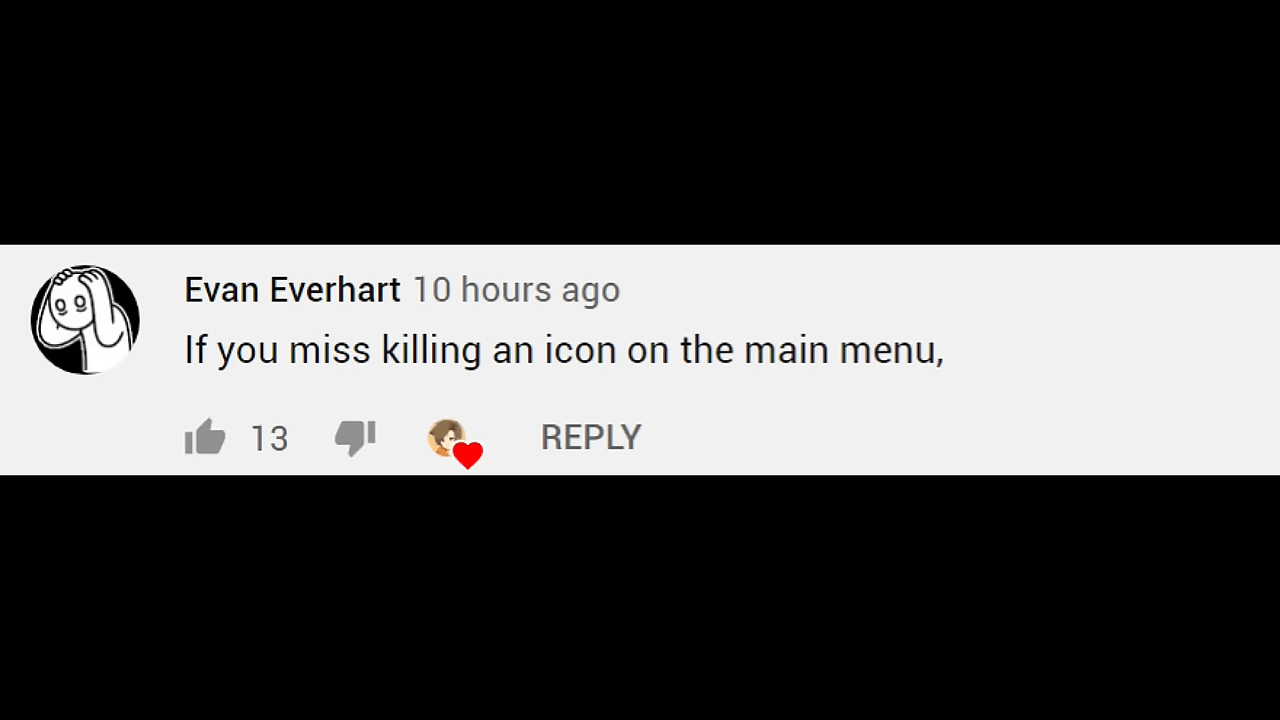 Evan Everhart 10 hours ago
If you miss killing an icon on the main menu,
13 REPLY